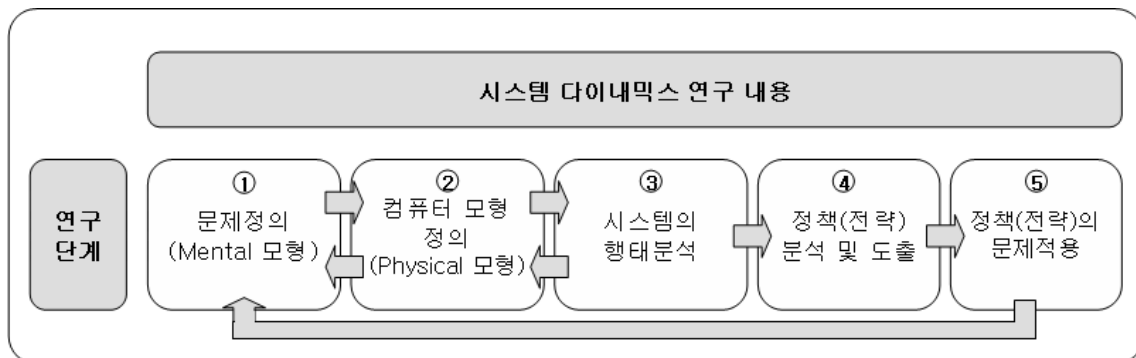 시스템 다이내믹스 연구 내용
연구
단계
①
문제정의
(Mental 모형)
②
컴퓨터 모형
정의
(Physical 모형)
③
시스템의
행태분석
④
정책(전략)
분석 및 도출
⑤
정책(전략)의
문제적용